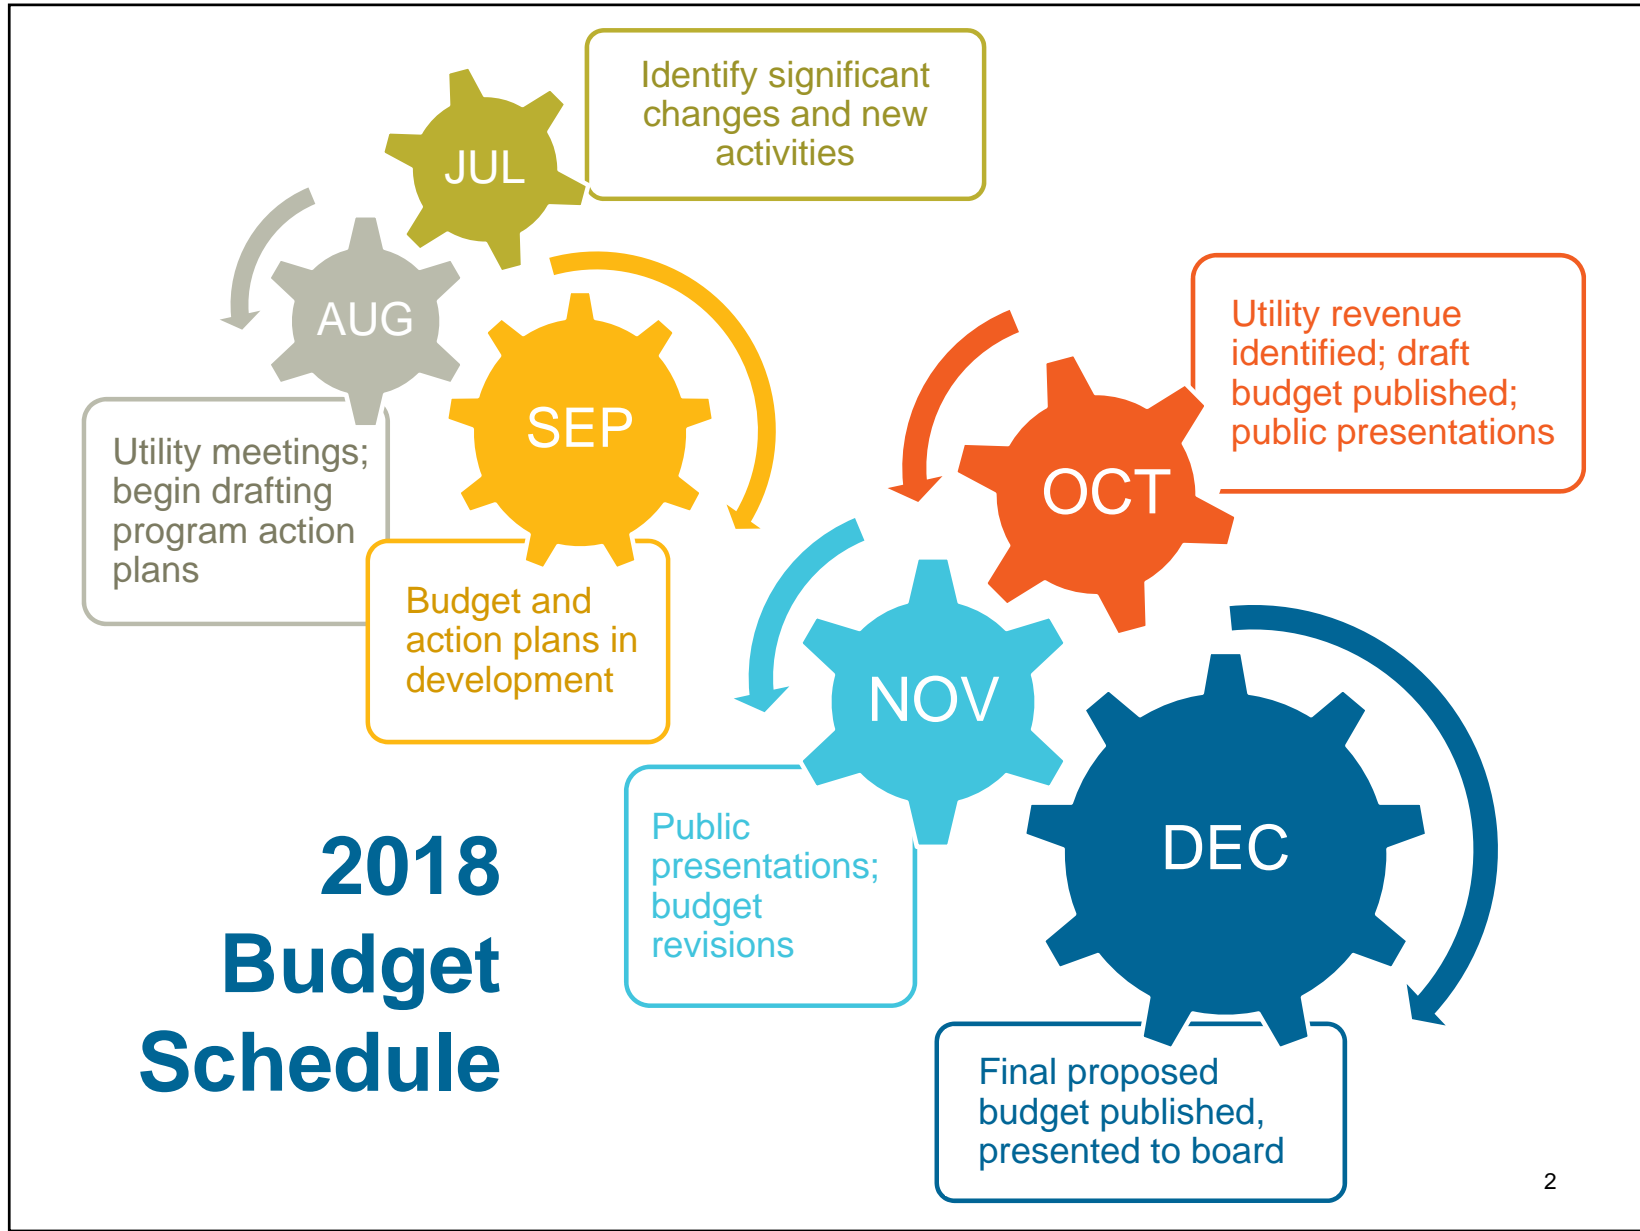 JUL
Identify significant
changes and new
activities
AUG
Utility meetings;
begin drafting
program action
plans
SEP
Budget and
action plans in
development
OCT
Utility revenue
identified; draft
budget published;
public presentations
NOV
Public
presentations;
budget
revisions
DEC
Final proposed
budget published,
presented to board
2018
Budget
Schedule
2